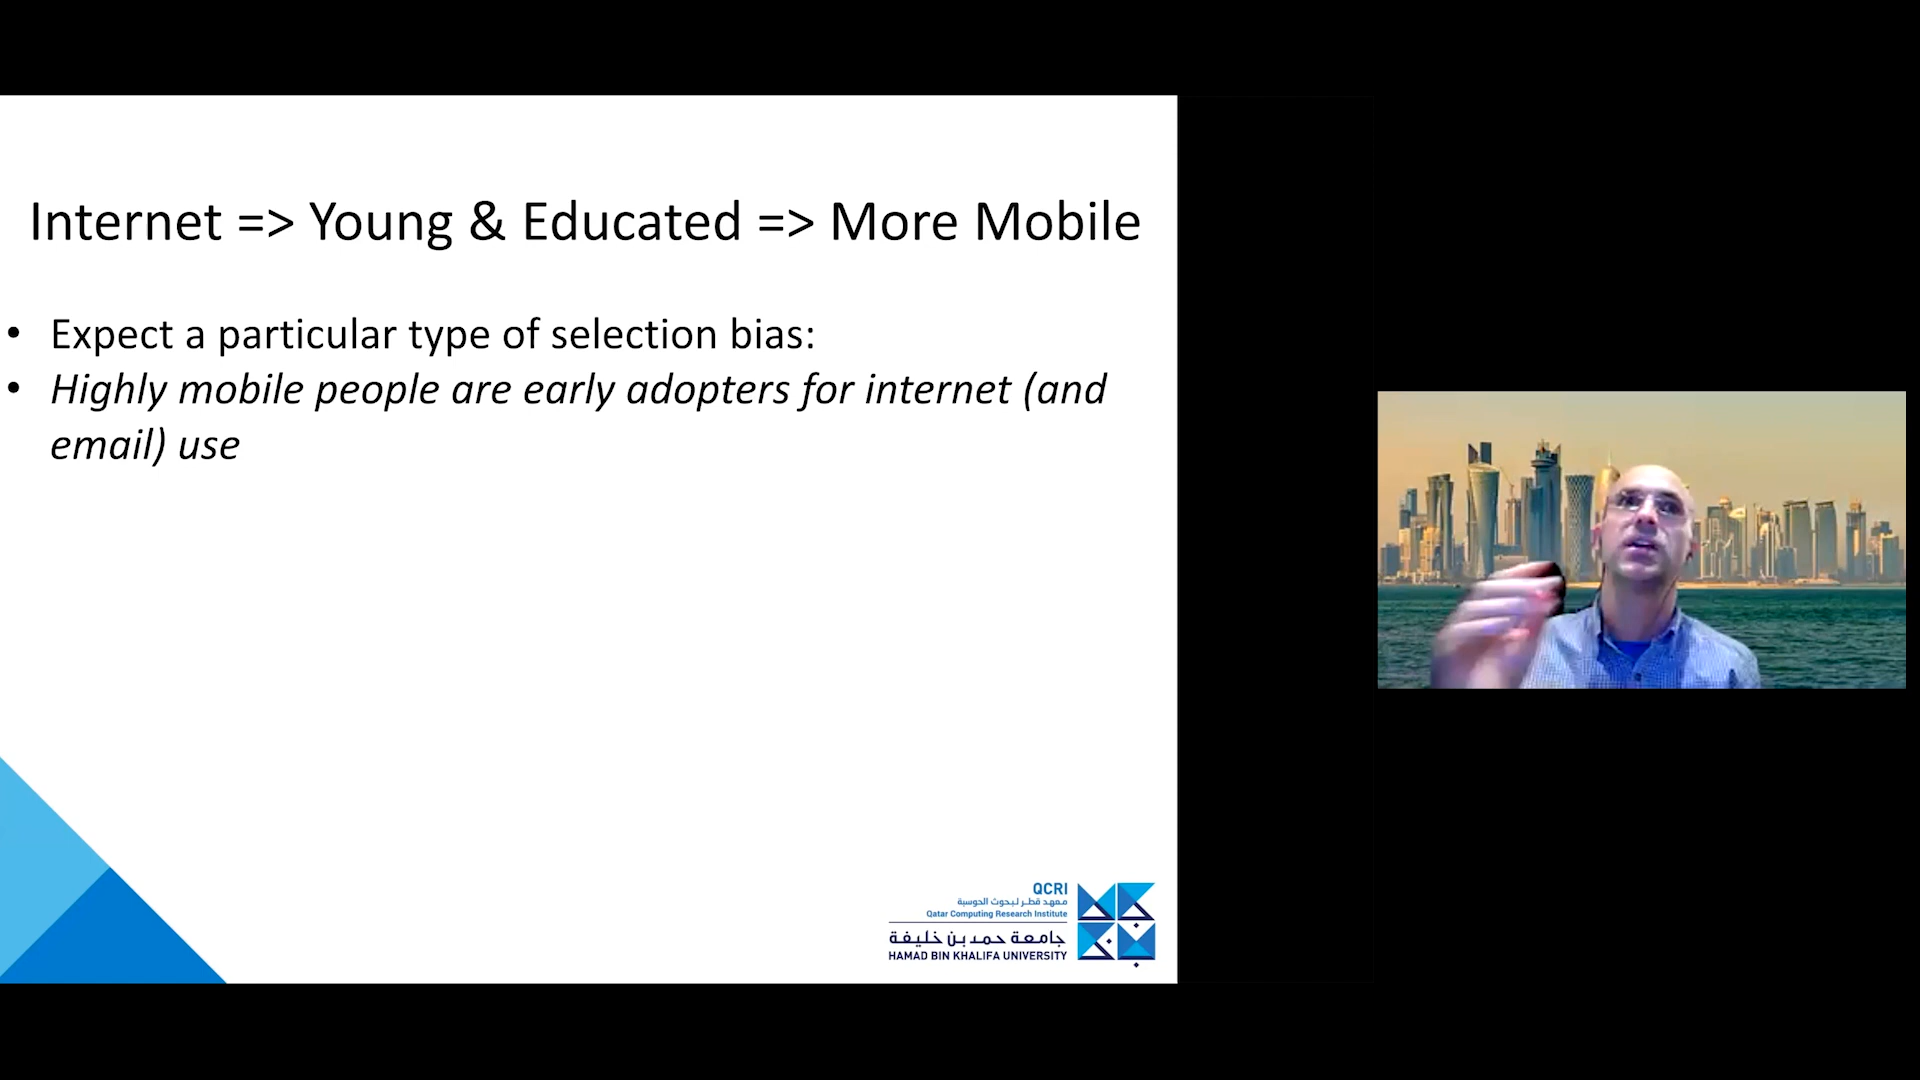 Internet => Young & Educated => More Mobile
• Expect a particular type of selection bias:
• Highly mobile people are early adopters for internet (and
email) use
QCRI
معهد قطر لبحوث الحوسبة
Qatar Computing Research Institute
جامعة حمد بن خليفة
HAMAD BIN KHALIFA UNIVERSITY